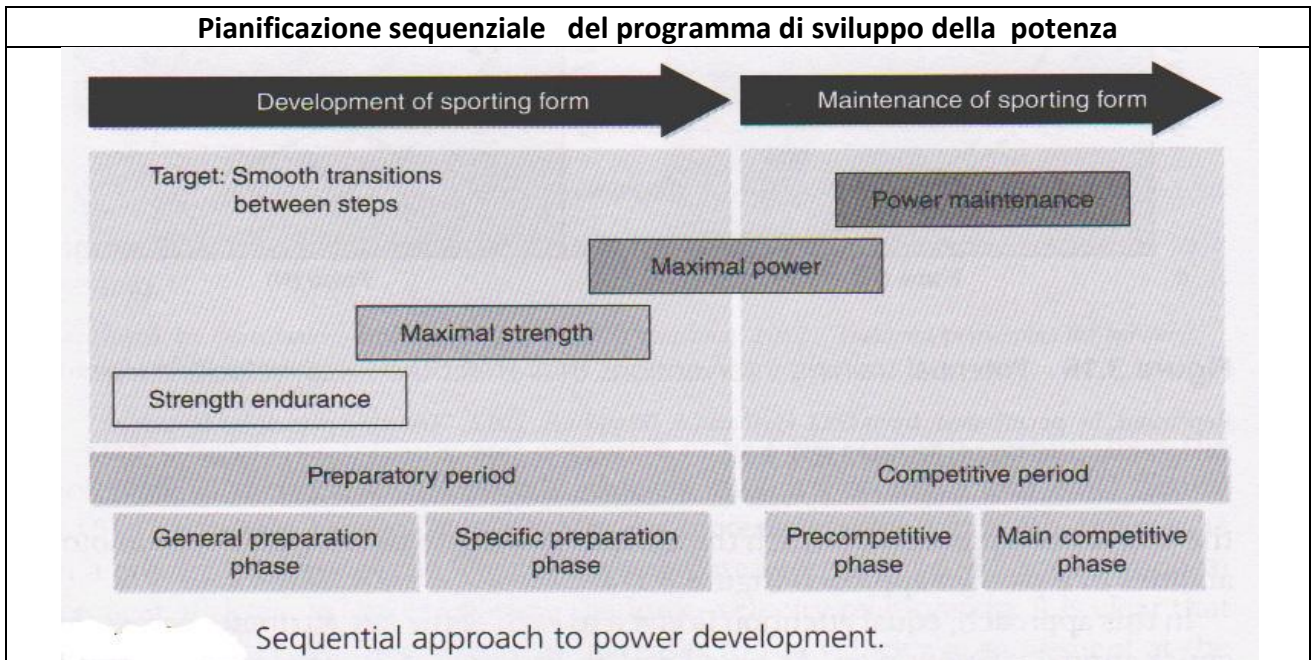 Pianificazione sequenziale del programma di sviluppo della potenza
Development of sporting form
Maintenance of sporting form
Target: Smooth transitions
between steps
Power maintenance
Maximal power
Maximal strength
Strength endurance
Preparatory period
Competitive period
General preparation
phase
Specific preparation
phase
Precompetitive
phase
Main competitive
phase
Sequential approach to power development.